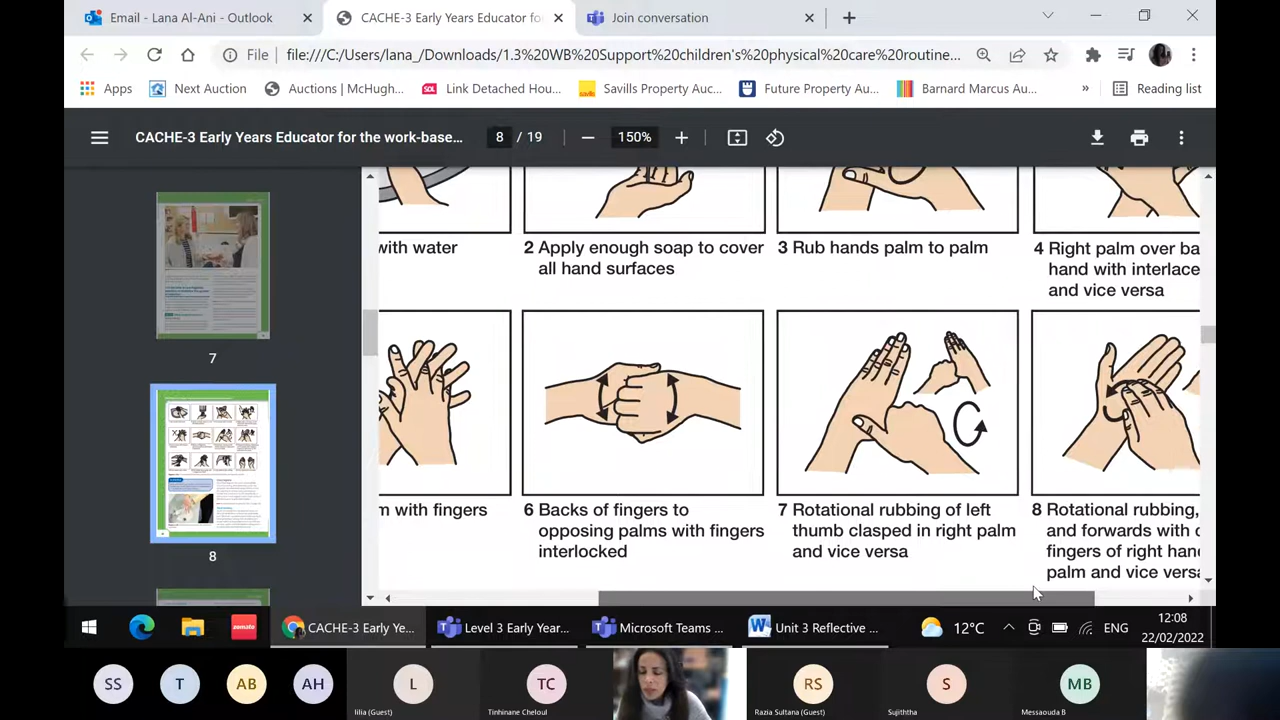 Email - Lana Al-Ani - Outlook
CACHE-3 Early Years Educator fo
Join conversation
File
file:///C:/Users/lana_/Downloads/1.3%20WB%20Support%20children's%20physical%20care%20routine...
Apps
Next Auction
Auctions | McHugh...
SDL
Link Detached Hou...
savills
Savills Property Auc...
Future Property Au...
Barnard Marcus Au...
»
Reading list
CACHE-3 Early Years Educator for the work-base...
8 / 19
150%
7
8
with water
2 Apply enough soap to cover
all hand surfaces
3 Rub hands palm to palm
4 Right palm over ba
hand with interlace
and vice versa
m with fingers
6 Backs of fingers to
opposing palms with fingers
interlocked
7 Rotational rubbing of left
thumb clasped in right palm
and vice versa
8 Rotational rubbing,
and forwards with c
fingers of right hand
palm and vice versa
zomato
CACHE-3 Early Ye...
Level 3 Early Year...
Microsoft Teams ...
Unit 3 Reflective ...
12°C
ENG
12:08
22/02/2022
SS
T
AB
AH
L
lilia (Guest)
TC
Tinhinane Cheloul
RS
Razia Sultana (Guest)
S
Sujiththa
MB
Messaouda B